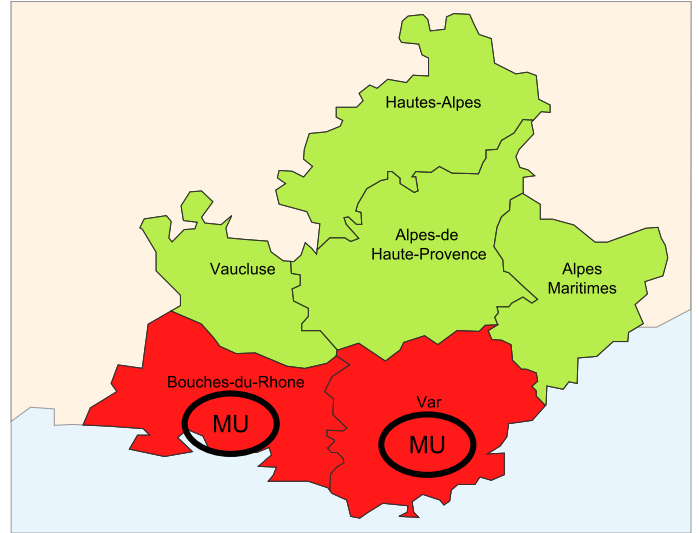 Hautes-Alpes
Alpes-de
Haute-Provence
Vaucluse
Alpes
Maritimes
Bouches-du-Rhone
MU
Var
MU